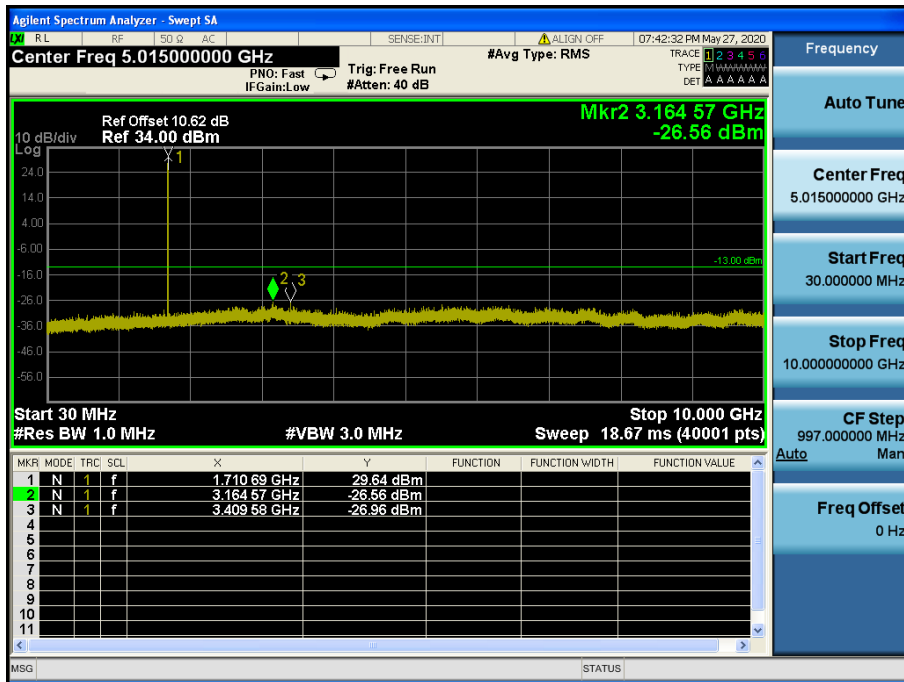 Agilent Spectrum Analyzer - Swept SA
LXI RL RF 50 Ω AC SENSE:INT ALIGN OFF 07:42:32 PM May 27, 2020
Center Freq 5.015000000 GHz #Avg Type: RMS TRACE 1 2 3 4 5 6
PNO: Fast Trig: Free Run TYPE M WWWWW
IFGain:Low #Atten: 40 dB DET A A A A A A
Frequency
Mkr2 3.164 57 GHz
Ref Offset 10.62 dB
10 dB/div Ref 34.00 dBm -26.56 dBm
Log
1
24.0
14.0
4.00
-6.00
-13.00 dBm
-16.0
2 3
-26.0
-36.0
-46.0
-56.0
Start 30 MHz Stop 10.000 GHz
#Res BW 1.0 MHz #VBW 3.0 MHz Sweep 18.67 ms (40001 pts)
MKR MODE TRC SCL X Y FUNCTION FUNCTION WIDTH FUNCTION VALUE
1 N 1 f 1.710 69 GHz 29.64 dBm
2 N 1 f 3.164 57 GHz -26.56 dBm
3 N 1 f 3.409 58 GHz -26.96 dBm
4
5
6
7
8
9
10
11
MSG STATUS
Auto Tune
Center Freq
5.015000000 GHz
Start Freq
30.000000 MHz
Stop Freq
10.000000000 GHz
CF Step
997.000000 MHz
Auto Man
Freq Offset
0 Hz